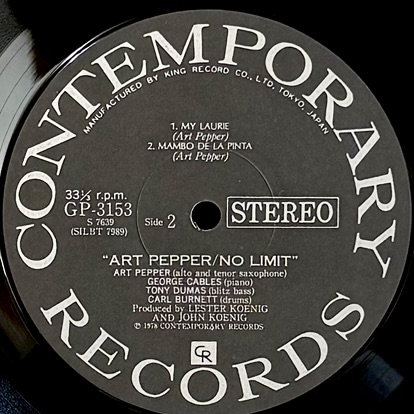 CONTEMPORARY
MANUFACTURED BY KING RECORD CO., LTD. TOKYO, JAPAN
1. MY LAURIE
(Art Pepper)
2. MAMBO DE LA PINTA
(Art Pepper)
33⅓ r.p.m.
GP-3153
S 7639
(SILBT 7989)
Side 2
STEREO
"ART PEPPER/NO LIMIT"
ART PEPPER (alto and tenor saxophone)
GEORGE CABLES (piano)
TONY DUMAS (blitz bass)
CARL BURNETT (drums)
Produced by LESTER KOENIG
AND JOHN KOENIG
℗ 1978 CONTEMPORARY RECORDS
CR
RECORDS